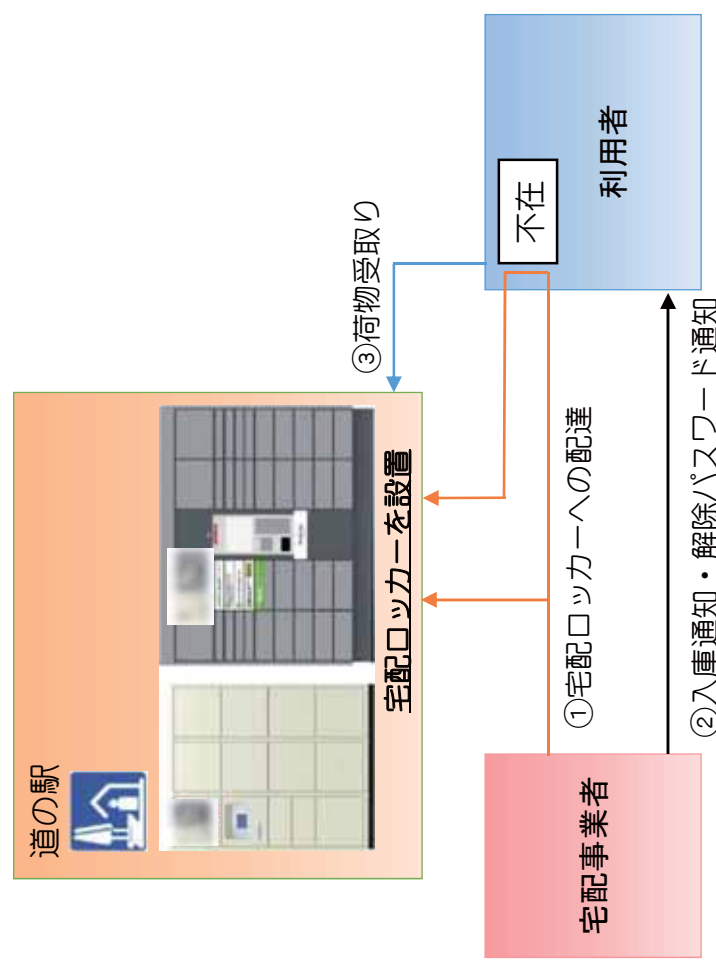 道の駅
宅配ロッカーを設置
③荷物受取り
不在
利用者
①宅配ロッカーへの配達
②入庫通知・解除パスワード通知
宅配事業者